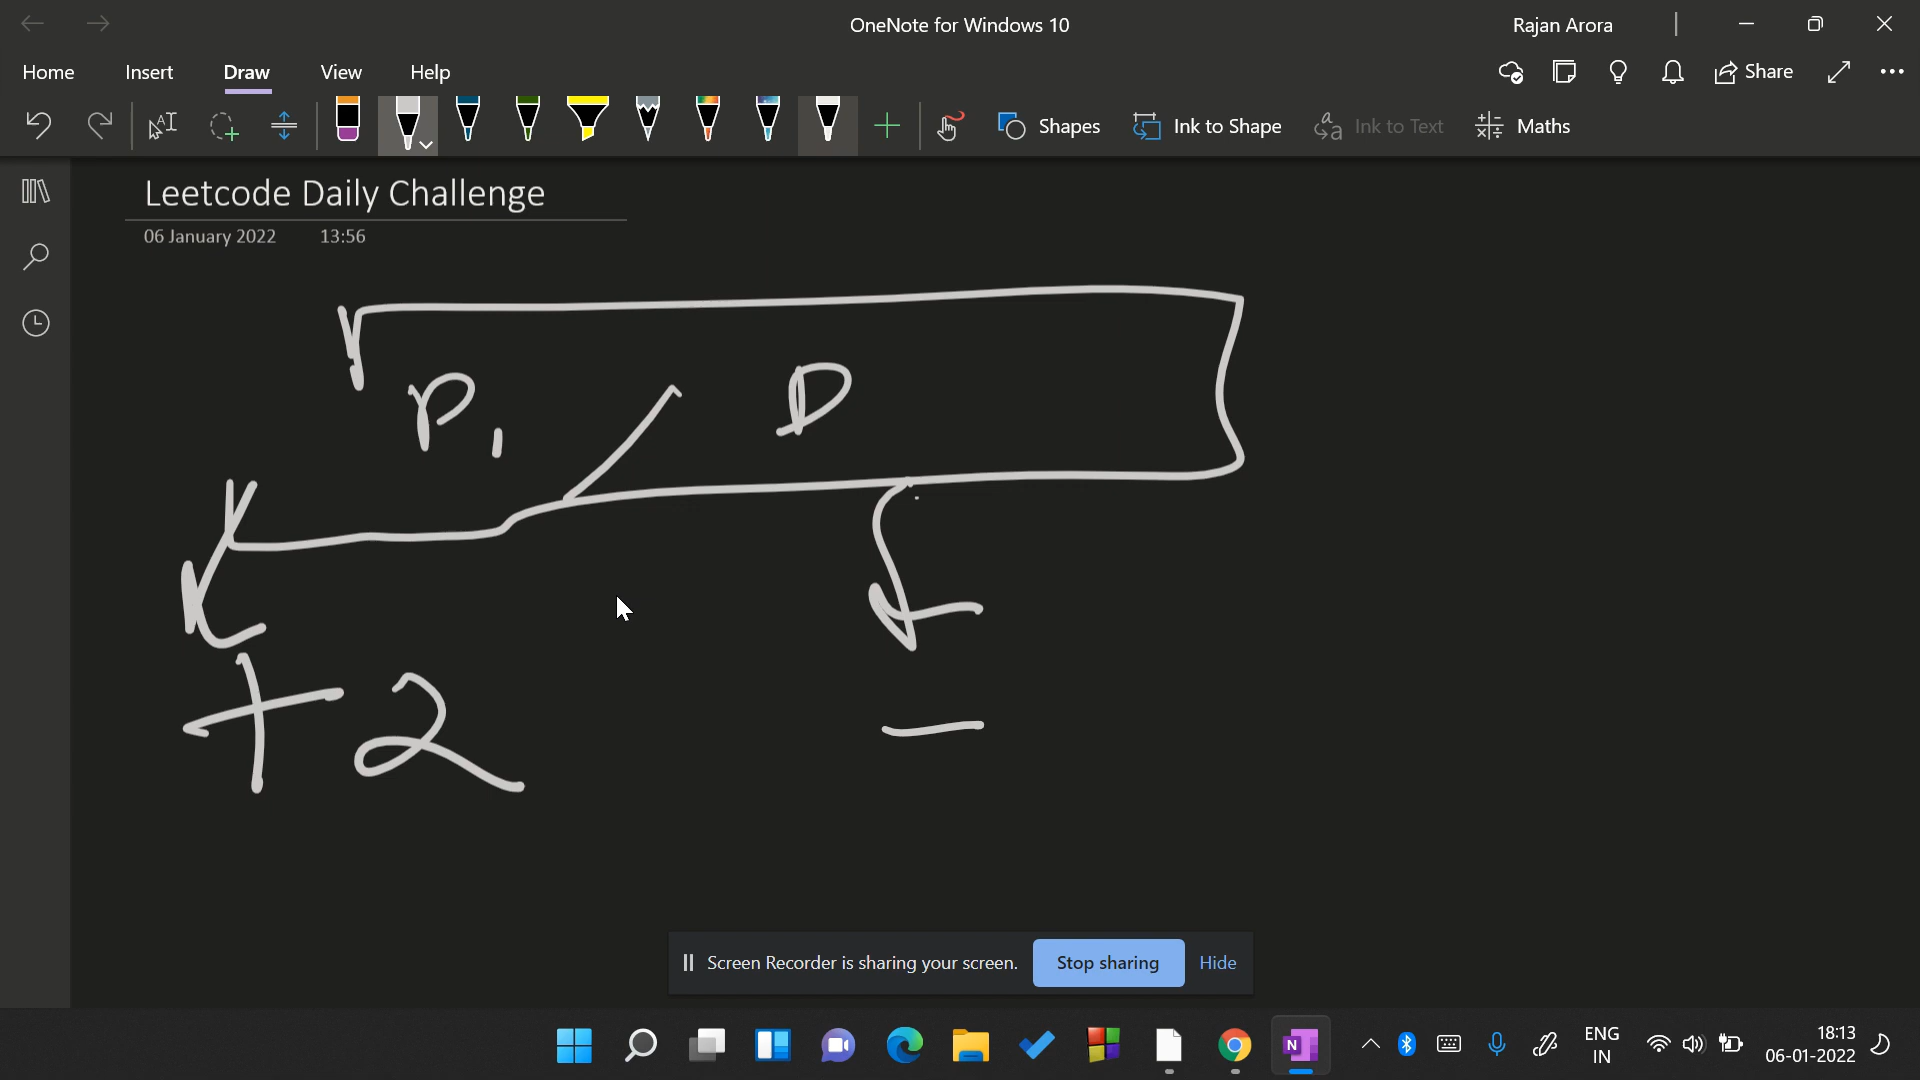 OneNote for Windows 10
Rajan Arora
Home Insert Draw View Help
Share
Shapes Ink to Shape Ink to Text Maths
Leetcode Daily Challenge
06 January 2022 13:56
P, D
+2
Screen Recorder is sharing your screen. Stop sharing Hide
ENG
IN
18:13
06-01-2022